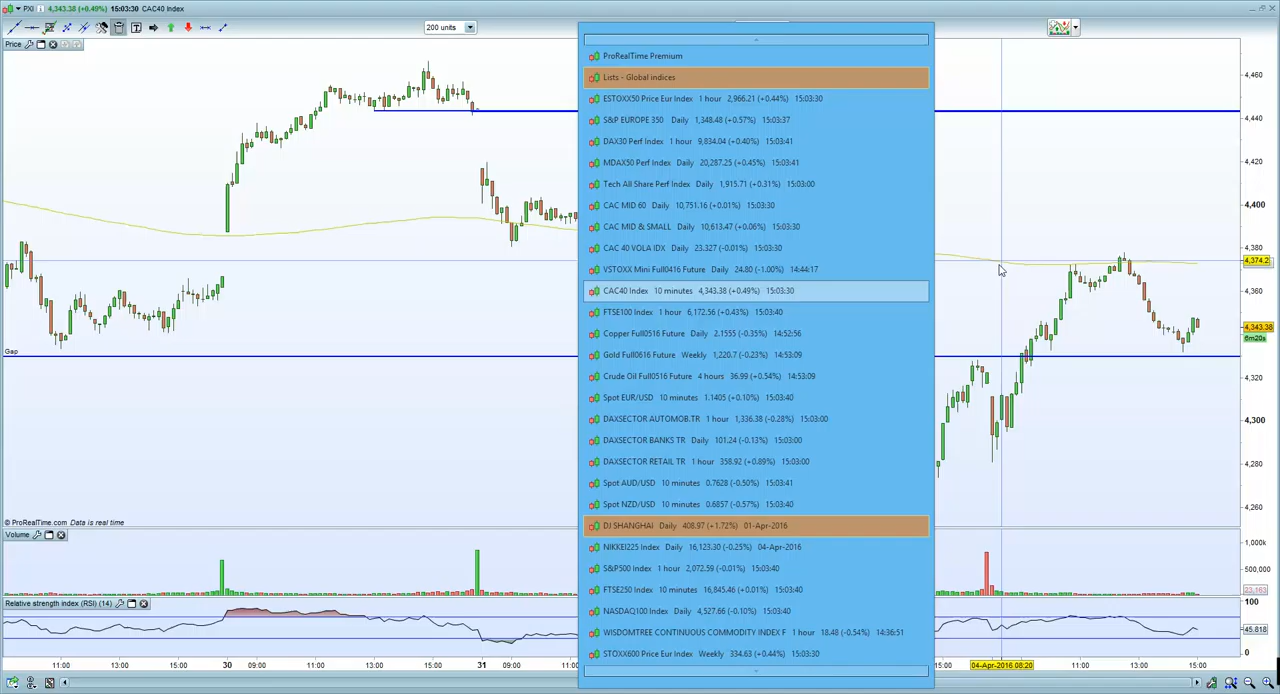 PXI 4,343.38 (+0.49%) 15:03:30 CAC40 Index
200 units
Price
ProRealTime Premium
Lists - Global indices
ESTOXX50 Price Eur Index 1 hour 2,966.21 (+0.44%) 15:03:30
S&P EUROPE 350 Daily 1,348.48 (+0.57%) 15:03:37
DAX30 Perf Index 1 hour 9,834.04 (+0.40%) 15:03:41
MDAX50 Perf Index Daily 20,287.25 (+0.45%) 15:03:41
Tech All Share Perf Index Daily 1,915.71 (+0.31%) 15:03:00
CAC MID 60 Daily 10,751.16 (+0.01%) 15:03:30
CAC MID & SMALL Daily 10,613.47 (+0.06%) 15:03:30
CAC 40 VOLA IDX Daily 23.327 (-0.01%) 15:03:30
VSTOXX Mini Full0416 Future Daily 24.80 (-1.00%) 14:44:17
CAC40 Index 10 minutes 4,343.38 (+0.49%) 15:03:30
FTSE100 Index 1 hour 6,172.56 (+0.43%) 15:03:40
Copper Full0516 Future Daily 2.1555 (-0.35%) 14:52:56
Gold Full0616 Future Weekly 1,220.7 (-0.23%) 14:53:09
Crude Oil Full0516 Future 4 hours 36.99 (+0.54%) 14:53:09
Spot EUR/USD 10 minutes 1.1405 (+0.10%) 15:03:40
DAXSECTOR AUTOMOB.TR 1 hour 1,336.38 (-0.28%) 15:03:00
DAXSECTOR BANKS TR Daily 101.24 (-0.13%) 15:03:00
DAXSECTOR RETAIL TR 1 hour 358.92 (+0.89%) 15:03:00
Spot AUD/USD 10 minutes 0.7628 (-0.50%) 15:03:41
Spot NZD/USD 10 minutes 0.6857 (-0.57%) 15:03:40
DJ SHANGHAI Daily 408.97 (+1.72%) 01-Apr-2016
NIKKEI225 Index Daily 16,123.30 (-0.25%) 04-Apr-2016
S&P500 Index 1 hour 2,072.59 (-0.01%) 15:03:40
FTSE250 Index 10 minutes 16,845.46 (+0.01%) 15:03:40
NASDAQ100 Index Daily 4,527.66 (-0.10%) 15:03:40
WISDOMTREE CONTINUOUS COMMODITY INDEX F 1 hour 18.48 (-0.54%) 14:36:51
STOXX600 Price Eur Index Weekly 334.63 (+0.44%) 15:03:30
4,460
4,440
4,420
4,400
4,380
4,374.2
4,360
4,343.38
6m20s
4,320
4,300
4,280
4,260
Gap
© ProRealTime.com Data is real time
Volume
1,000k
500,000
23,163
Relative strength index (RSI) (14)
100
45.818
0
11:00 13:00 15:00 30 09:00 11:00 13:00 15:00 31 09:00 11:00 15:00 04-Apr-2016 08:20 11:00 13:00 15:00